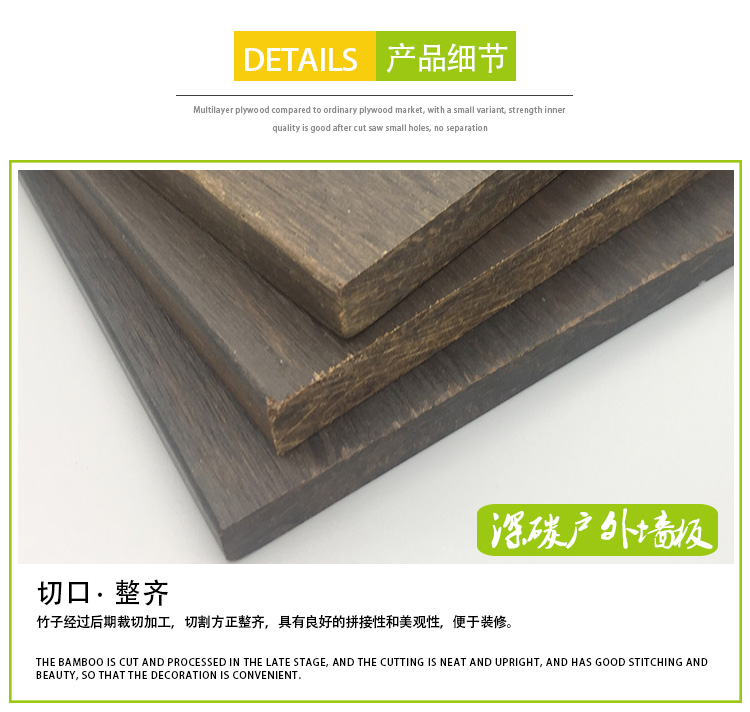 DETAILS 产品细节
Multilayer plywood compared to ordinary plywood market, with a small variant, strength inner
quality is good after cut saw small holes, no separation
深碳户外墙板
切口· 整齐
竹子经过后期裁切加工，切割方正整齐，具有良好的拼接性和美观性，便于装修。
THE BAMBOO IS CUT AND PROCESSED IN THE LATE STAGE, AND THE CUTTING IS NEAT AND UPRIGHT, AND HAS GOOD STITCHING AND
BEAUTY, SO THAT THE DECORATION IS CONVENIENT.